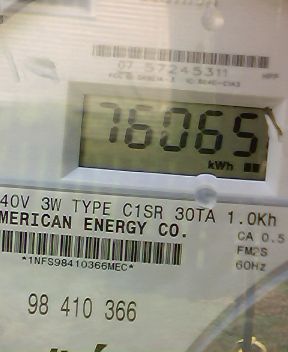 07 57245311
76065
kWh
40V 3W TYPE C1SR 30TA 1.0Kh
MERICAN ENERGY CO.
CA 0.5
FM2S
60Hz
*1NFS98410366MEC*
98 410 366